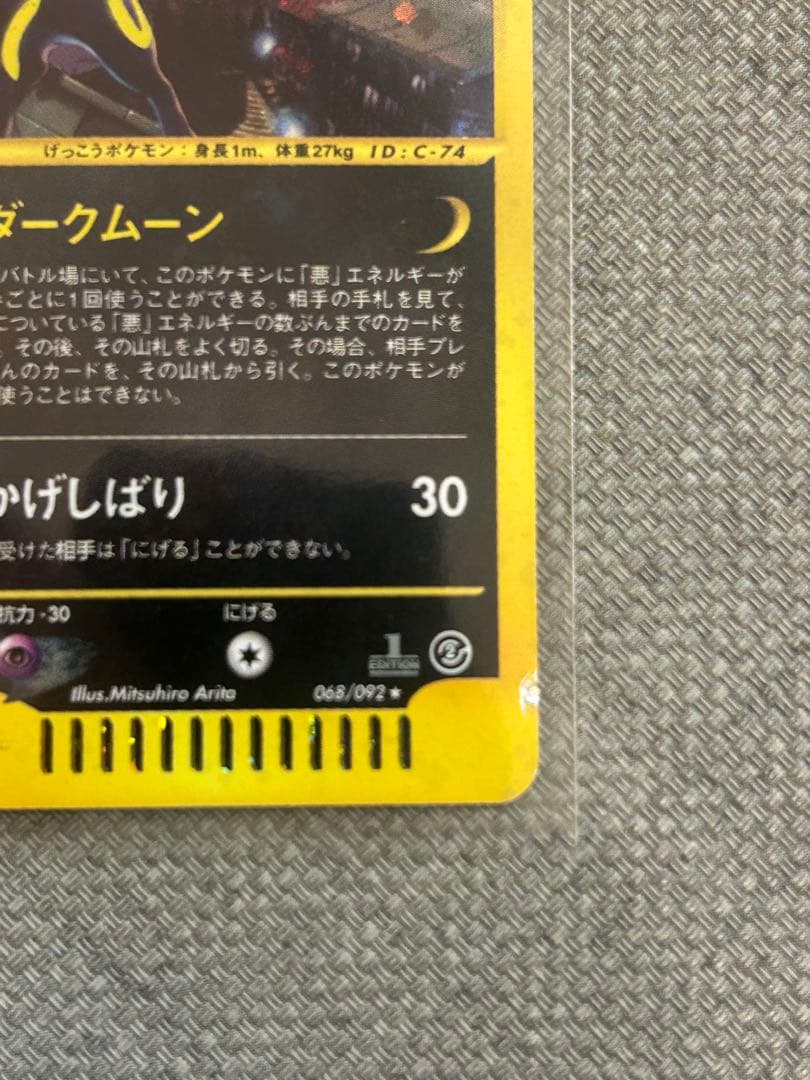 げっこうポケモン：身長1m、体重27kg ID：C-74
ダークムーン
バトル場にいて、このポケモンに「悪」エネルギーが
ごとに1回使うことができる。相手の手札を見て、
についている「悪」エネルギーの数ぶんまでのカードを
。その後、その山札をよく切る。その場合、相手プレ
んのカードを、その山札から引く。このポケモンが
使うことはできない。
かげしばり 30
受けた相手は「にげる」ことができない。
抗力 -30 にげる
1 EDITION 2
Illus.Mitsuhiro Arita 068/092★